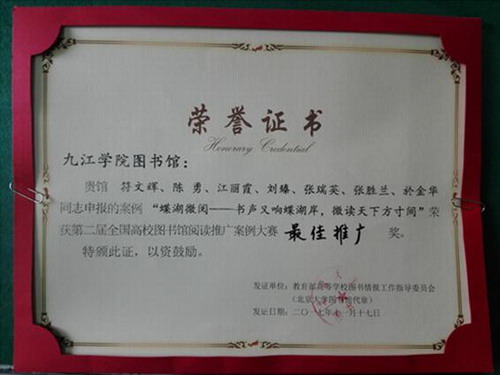 荣誉证书
Honorary Credential
九江学院图书馆：
贵馆 符文辉、陈勇、江丽霞、刘臻、张瑞英、张胜兰、於金华
同志申报的案例“蠡湖微阅——书声又响蠡湖岸，微读天下方寸间”荣
获第二届全国高校图书馆阅读推广案例大赛 最佳推广 奖。
特颁此证，以资鼓励。
发证单位：教育部高等学校图书情报工作指导委员会
（北京大学图书馆代章）
发证日期：二〇一七年十一月十七日